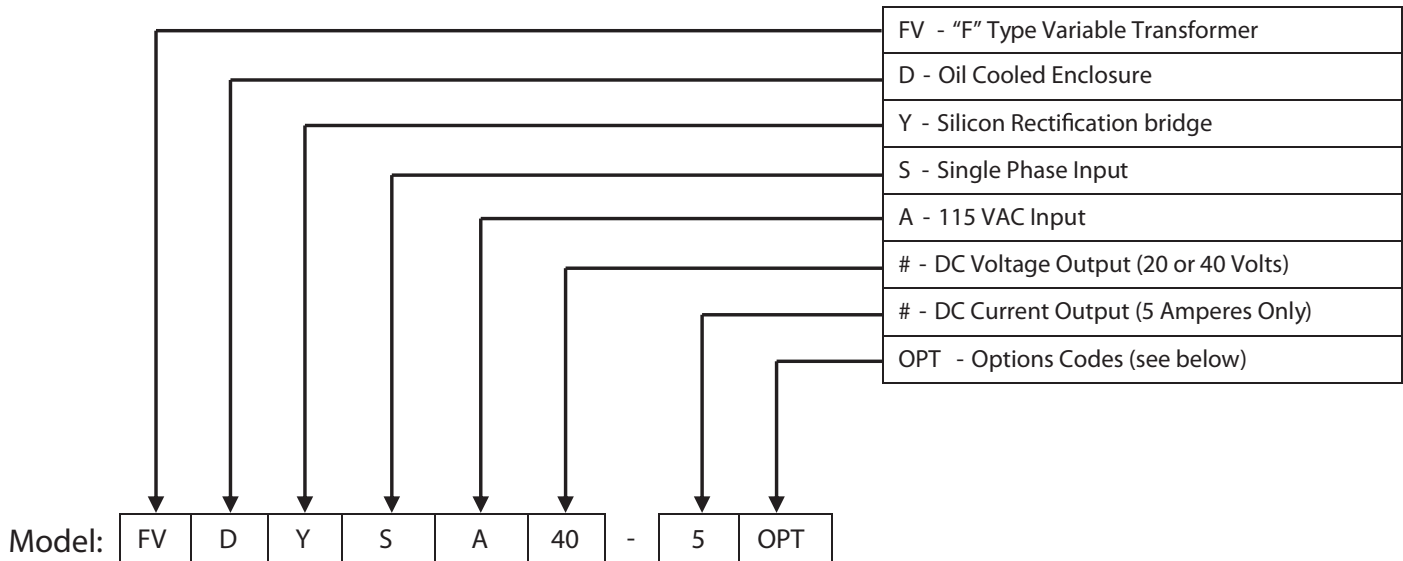 FV - “F” Type Variable Transformer
D - Oil Cooled Enclosure
Y - Silicon Rectification bridge
S - Single Phase Input
A - 115 VAC Input
# - DC Voltage Output (20 or 40 Volts)
# - DC Current Output (5 Amperes Only)
OPT - Options Codes (see below)
Model: FV D Y S A 40 - 5 OPT